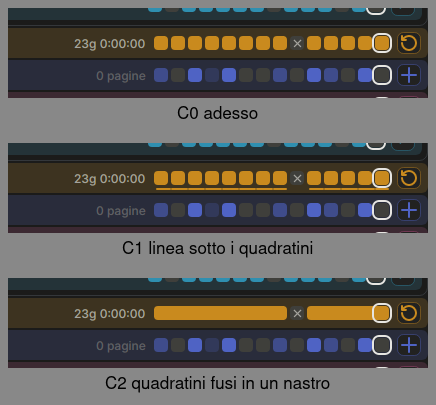 23g 0:00:00
0 pagine
C0 adesso
23g 0:00:00
0 pagine
C1 linea sotto i quadratini
23g 0:00:00
0 pagine
C2 quadratini fusi in un nastro